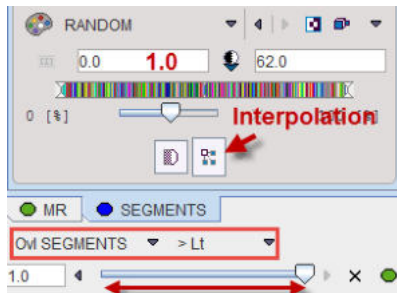 RANDOM
0.0 1.0 62.0
0 [%] Interpolation
MR SEGMENTS
Ovl SEGMENTS > Lt
1.0